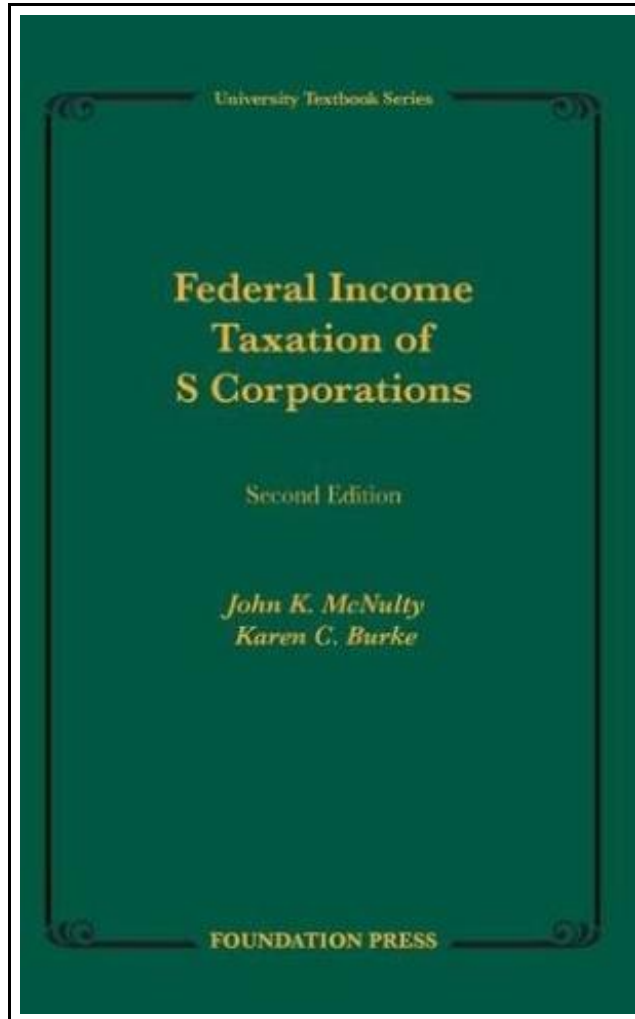 University Textbook Series
Federal Income
Taxation of
S Corporations
Second Edition
John K. McNulty
Karen C. Burke
FOUNDATION PRESS